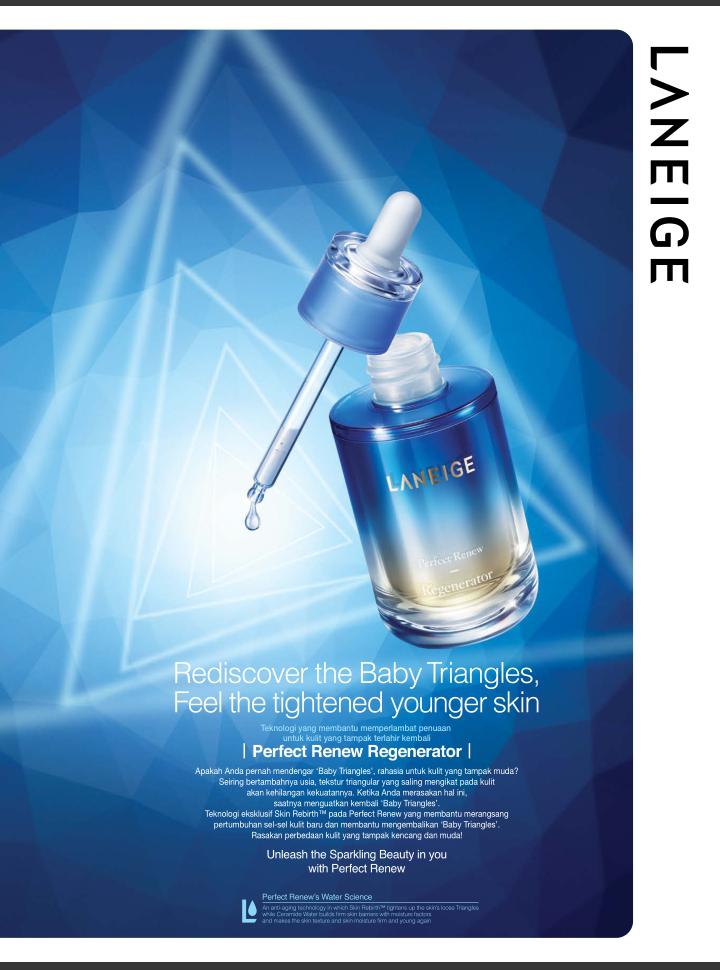 LANEIGE
LANEIGE
Perfect Renew
Regenerator
Rediscover the Baby Triangles,
Feel the tightened younger skin
Teknologi yang membantu memperlambat penuaan
untuk kulit yang tampak terlahir kembali
| Perfect Renew Regenerator |
Apakah Anda pernah mendengar 'Baby Triangles', rahasia untuk kulit yang tampak muda?
Seiring bertambahnya usia, tekstur triangular yang saling mengikat pada kulit
akan kehilangan kekuatannya. Ketika Anda merasakan hal ini,
saatnya menguatkan kembali 'Baby Triangles'.
Teknologi eksklusif Skin Rebirth™ pada Perfect Renew yang membantu merangsang
pertumbuhan sel-sel kulit baru dan membantu mengembalikan 'Baby Triangles'.
Rasakan perbedaan kulit yang tampak kencang dan muda!
Unleash the Sparkling Beauty in you
with Perfect Renew
Perfect Renew's Water Science
An anti-aging technology in which Skin Rebirth™ tightens up the skin's loose Triangles
while Ceramide Water builds firm skin barriers with moisture factors
and makes the skin texture and skin moisture firm and young again